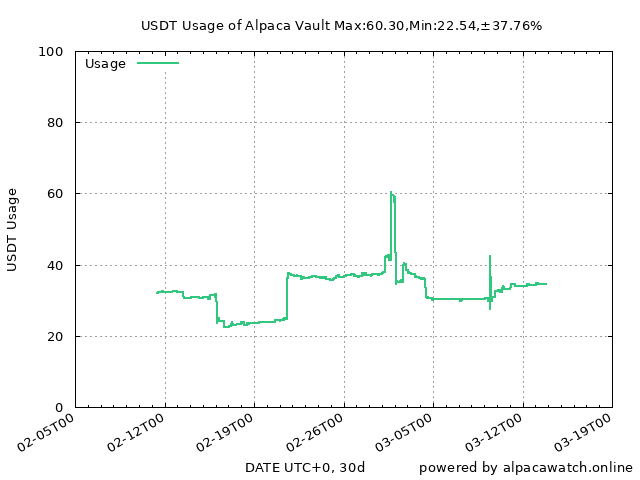 USDT Usage of Alpaca Vault Max:60.30,Min:22.54,±37.76%
100
Usage
80
60
40
20
0
USDT Usage
02-05T00
02-12T00
02-19T00
02-26T00
03-05T00
03-12T00
03-19T00
DATE UTC+0, 30d
powered by alpacawatch.online